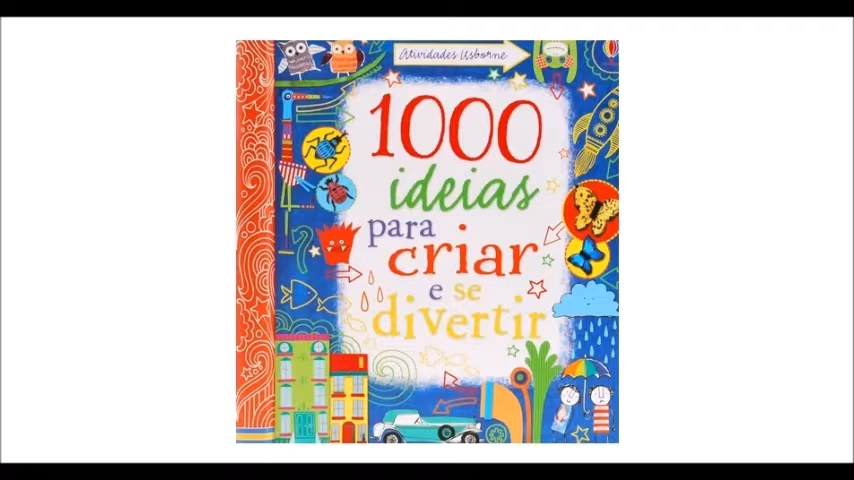 Atividades Usborne
1000
ideias
para
criar
e se
divertir